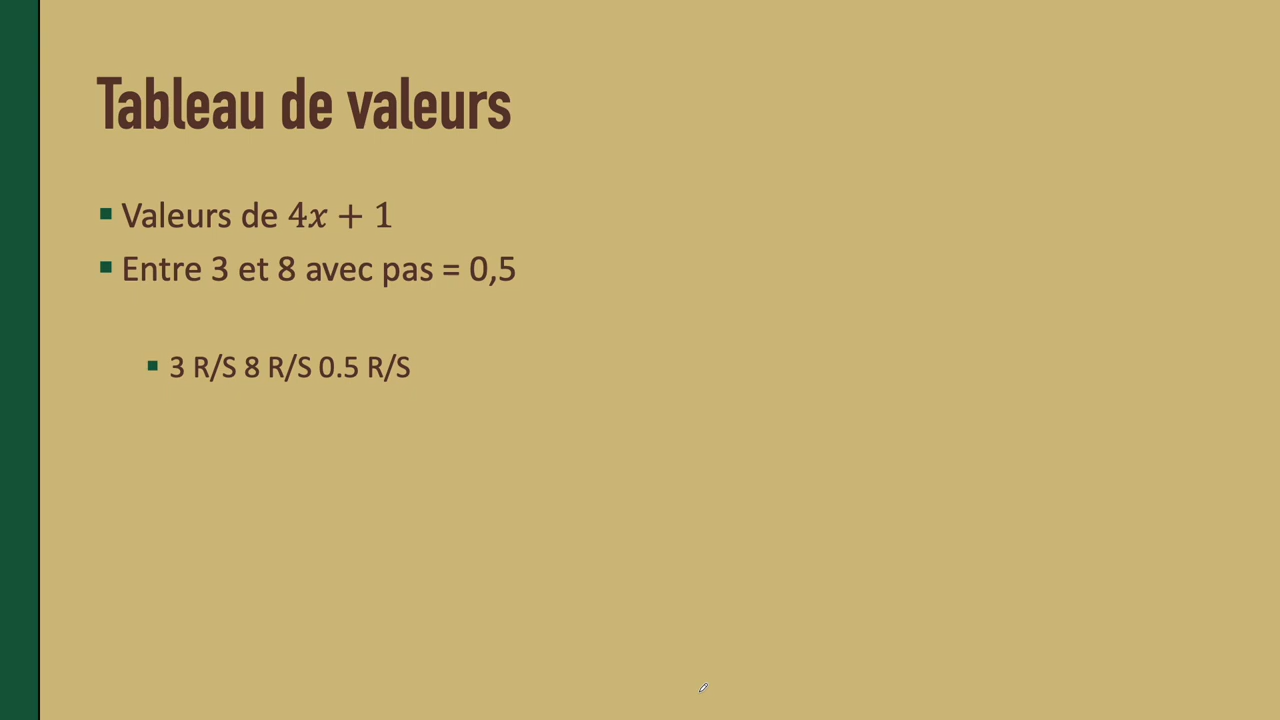 Tableau de valeurs
Valeurs de 4x + 1
Entre 3 et 8 avec pas = 0,5
3 R/S 8 R/S 0.5 R/S